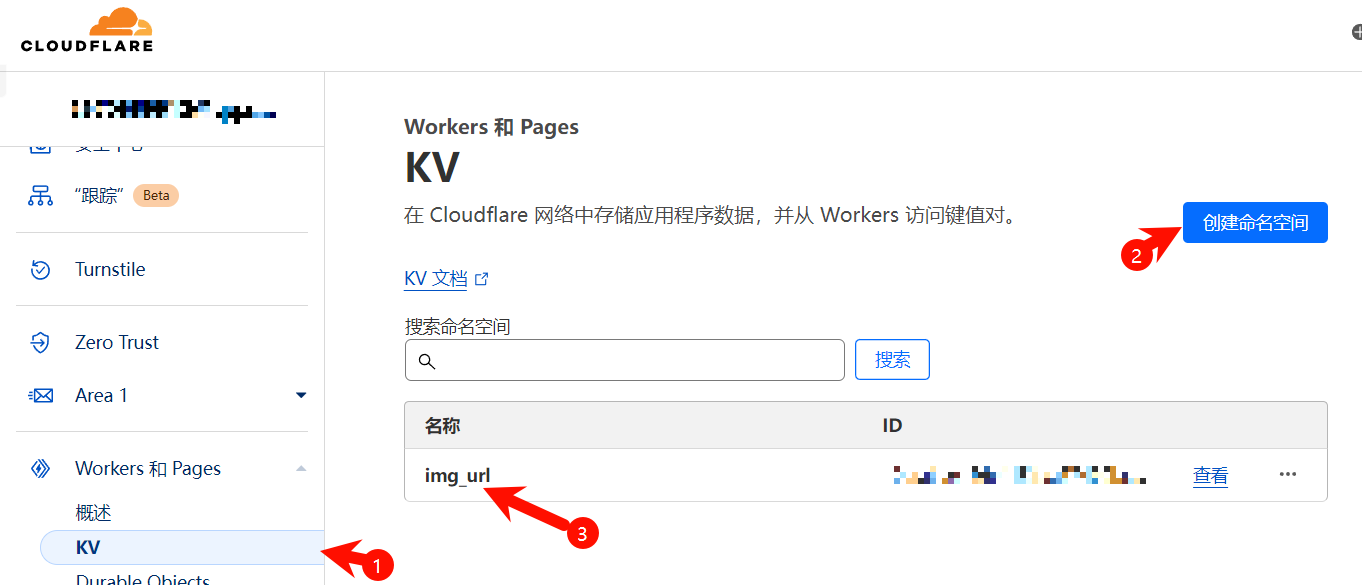 CLOUDFLARE
“跟踪” Beta
Turnstile
Zero Trust
Area 1
Workers 和 Pages
概述
KV
Durable Objects
1
Workers 和 Pages
KV
在 Cloudflare 网络中存储应用程序数据，并从 Workers 访问键值对。
创建命名空间
2
KV 文档
搜索命名空间
搜索
名称 ID
img_url 查看
3